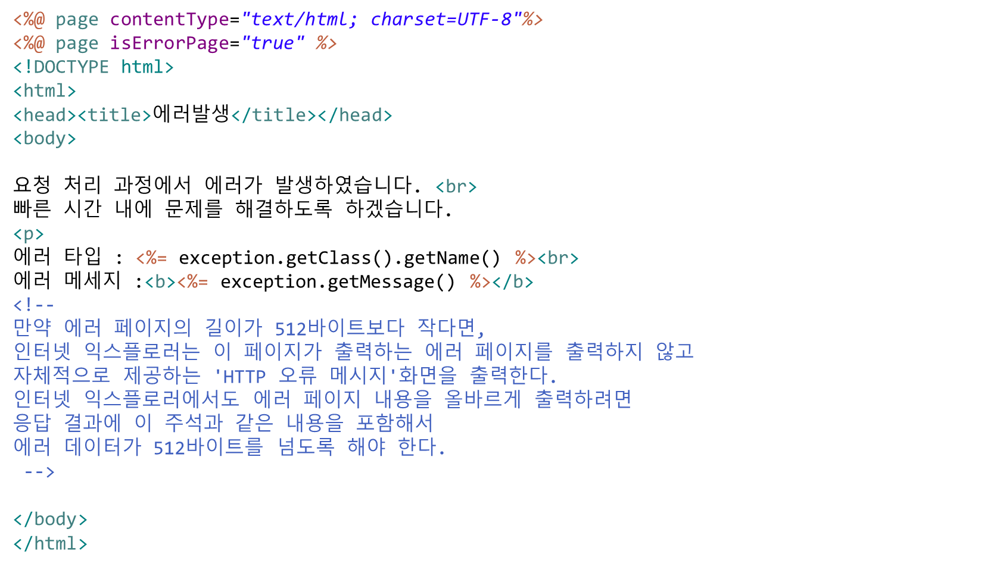 <%@ page contentType="text/html; charset=UTF-8"%>
<%@ page isErrorPage="true" %>
<!DOCTYPE html>
<html>
<head><title>에러발생</title></head>
<body>
요청 처리 과정에서 에러가 발생하였습니다. <br>
빠른 시간 내에 문제를 해결하도록 하겠습니다.
<p>
에러 타입 : <%= exception.getClass().getName() %><br>
에러 메세지 :<b><%= exception.getMessage() %></b>
<!--
만약 에러 페이지의 길이가 512바이트보다 작다면,
인터넷 익스플로러는 이 페이지가 출력하는 에러 페이지를 출력하지 않고
자체적으로 제공하는 'HTTP 오류 메시지'화면을 출력한다.
인터넷 익스플로러에서도 에러 페이지 내용을 올바르게 출력하려면
응답 결과에 이 주석과 같은 내용을 포함해서
에러 데이터가 512바이트를 넘도록 해야 한다.
-->
</body>
</html>